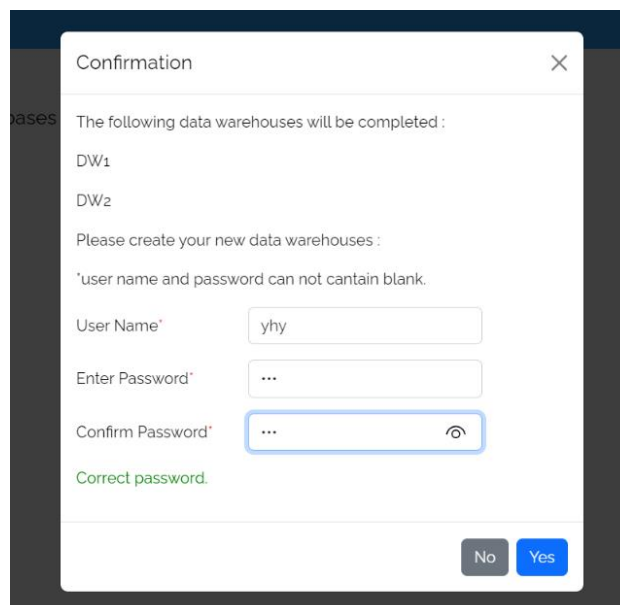 Confirmation
bases
The following data warehouses will be completed :
DW1
DW2
Please create your new data warehouses :
*user name and password can not cantain blank.
User Name*
yhy
Enter Password*
•••
Confirm Password*
•••
Correct password.
No
Yes